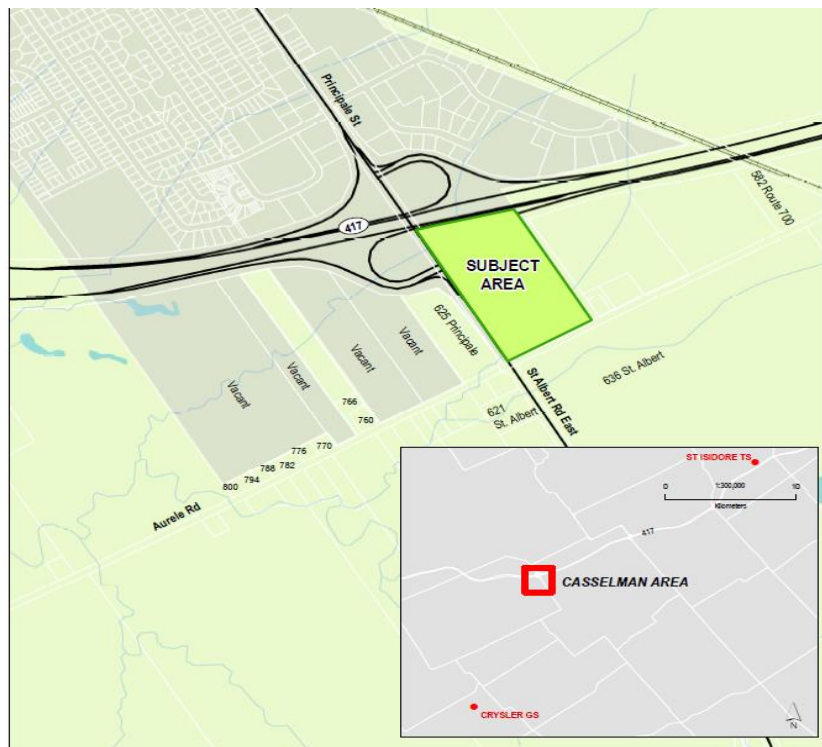 Principale St
582 Route 700
417
SUBJECT
AREA
625 Principale
Vacant
Vacant
Vacant
Vacant
636 St. Albert
St Albert Rd East
621
St. Albert
766
760
770
776
782
788
794
800
Aurele Rd
ST ISIDORE TS
0 1:300,000 10
Kilometers
417
CASSELMAN AREA
CRYSLER GS
N